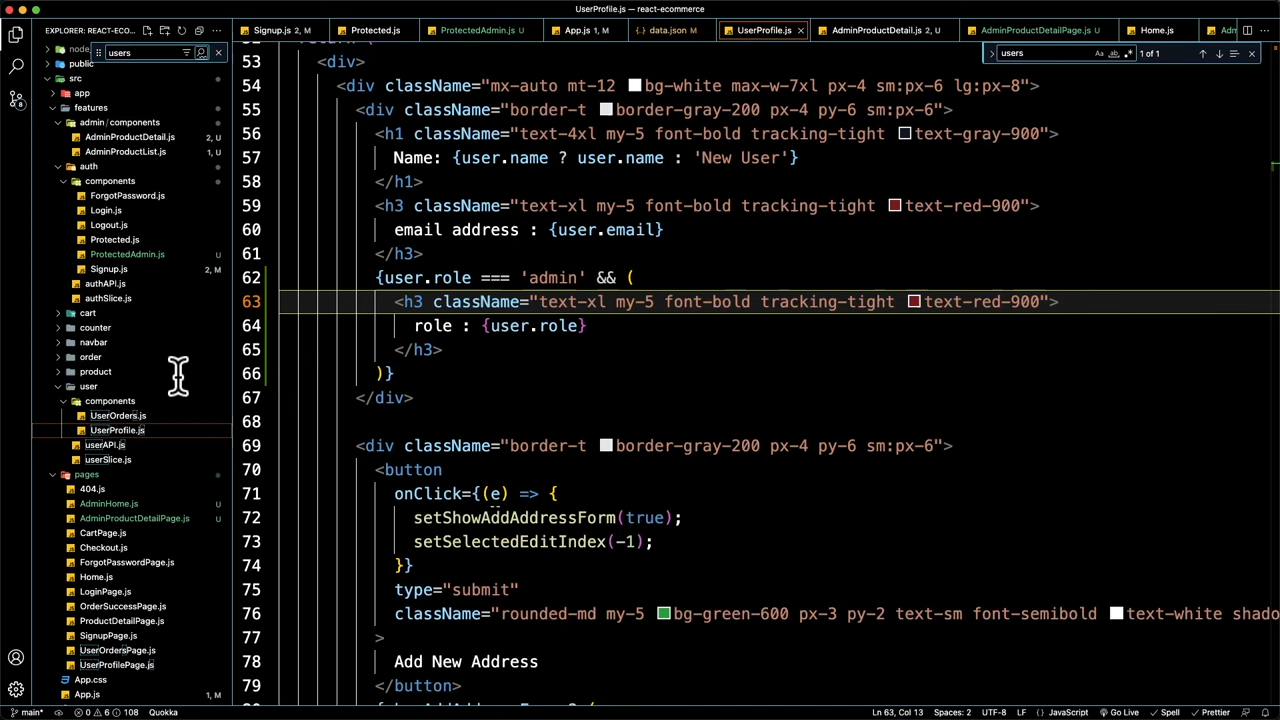 UserProfile.js — react-ecommerce
EXPLORER: REACT-ECO...
Signup.js 2, M
Protected.js
ProtectedAdmin.js U
App.js 1, M
data.json M
UserProfile.js
AdminProductDetail.js 2, U
AdminProductDetailPage.js U
Home.js
users
users
1 of 1
public
src
app
features
admin / components
AdminProductDetail.js 2, U
AdminProductList.js 1, U
auth
components
ForgotPassword.js
Login.js
Logout.js
Protected.js
ProtectedAdmin.js U
Signup.js 2, M
authAPI.js
authSlice.js
cart
counter
navbar
order
product
user
components
UserOrders.js
UserProfile.js
userAPI.js
userSlice.js
pages
404.js
AdminHome.js U
AdminProductDetailPage.js U
CartPage.js
Checkout.js
ForgotPasswordPage.js
Home.js
LoginPage.js
OrderSuccessPage.js
ProductDetailPage.js
SignupPage.js
UserOrdersPage.js
UserProfilePage.js
App.css
App.js 1, M
53 <div>
54 <div className="mx-auto mt-12 bg-white max-w-7xl px-4 sm:px-6 lg:px-8">
55 <div className="border-t border-gray-200 px-4 py-6 sm:px-6">
56 <h1 className="text-4xl my-5 font-bold tracking-tight text-gray-900">
57 Name: {user.name ? user.name : 'New User'}
58 </h1>
59 <h3 className="text-xl my-5 font-bold tracking-tight text-red-900">
60 email address : {user.email}
61 </h3>
62 {user.role === 'admin' && (
63 <h3 className="text-xl my-5 font-bold tracking-tight text-red-900">
64 role : {user.role}
65 </h3>
66 )}
67 </div>
68
69 <div className="border-t border-gray-200 px-4 py-6 sm:px-6">
70 <button
71 onClick={(e) => {
72 setShowAddAddressForm(true);
73 setSelectedEditIndex(-1);
74 }}
75 type="submit"
76 className="rounded-md my-5 bg-green-600 px-3 py-2 text-sm font-semibold text-white shado
77 >
78 Add New Address
79 </button>
main* 0 6 108 Quokka
Ln 63, Col 13 Spaces: 2 UTF-8 LF { } JavaScript Go Live Spell Prettier